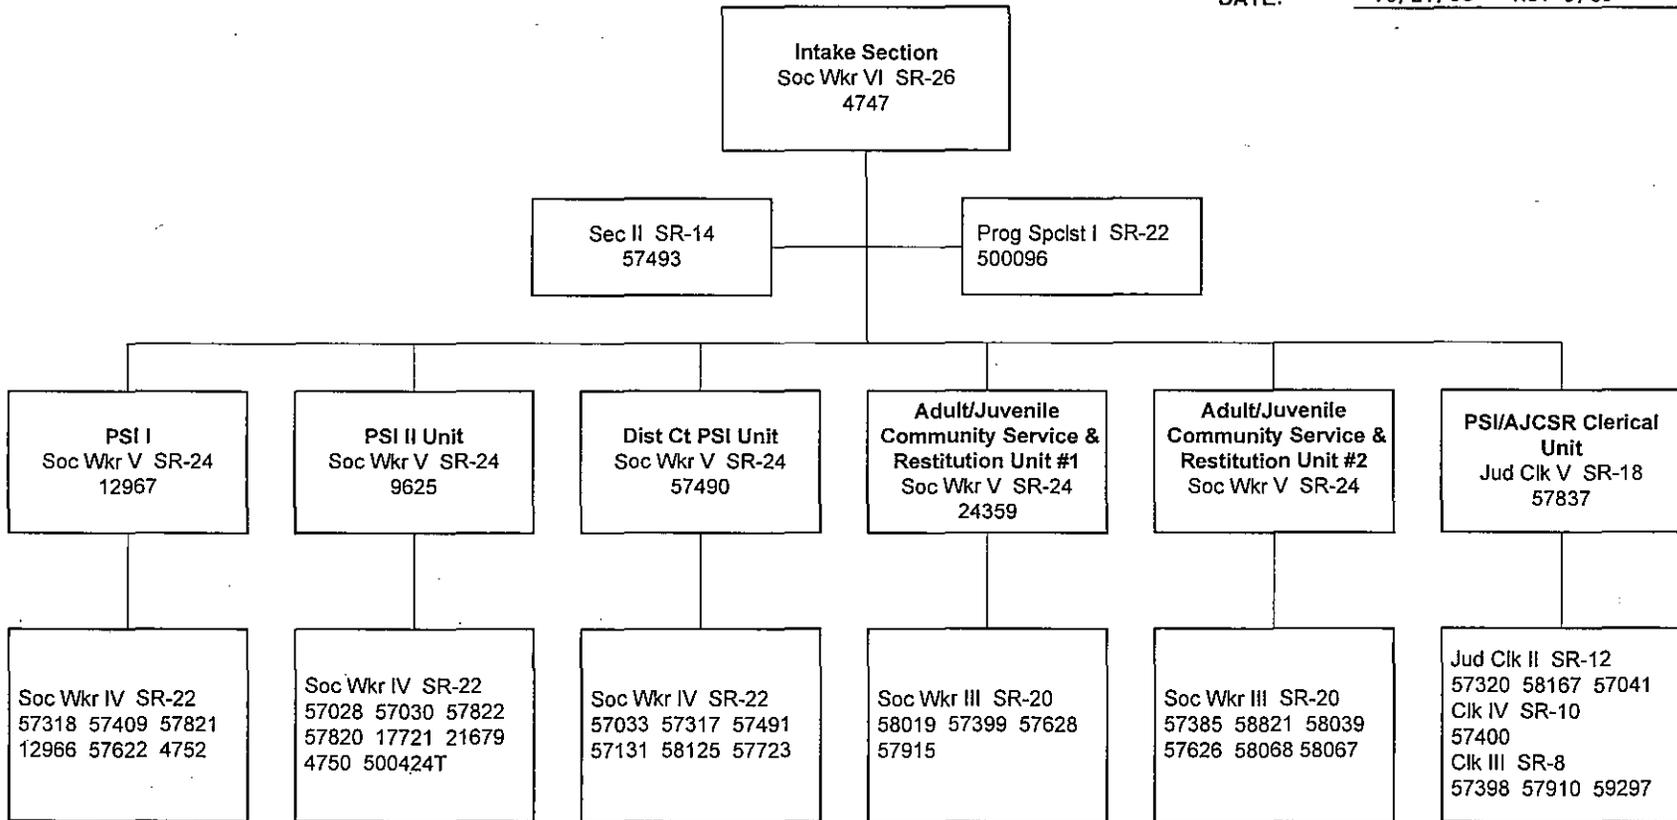 DATE:
Intake Section
Soc Wkr VI SR-26
4747
Sec II SR-14
57493
Prog Spclst I SR-22
500096
PSI I
Soc Wkr V SR-24
12967
PSI II Unit
Soc Wkr V SR-24
9625
Dist Ct PSI Unit
Soc Wkr V SR-24
57490
Adult/Juvenile
Community Service &
Restitution Unit #1
Soc Wkr V SR-24
24359
Adult/Juvenile
Community Service &
Restitution Unit #2
Soc Wkr V SR-24
PSI/AJCSR Clerical
Unit
Jud Clk V SR-18
57837
Soc Wkr IV SR-22
57318 57409 57821
12966 57622 4752
Soc Wkr IV SR-22
57028 57030 57822
57820 17721 21679
4750 500424T
Soc Wkr IV SR-22
57033 57317 57491
57131 58125 57723
Soc Wkr III SR-20
58019 57399 57628
57915
Soc Wkr III SR-20
57385 58821 58039
57626 58068 58067
Jud Clk II SR-12
57320 58167 57041
Clk IV SR-10
57400
Clk III SR-8
57398 57910 59297